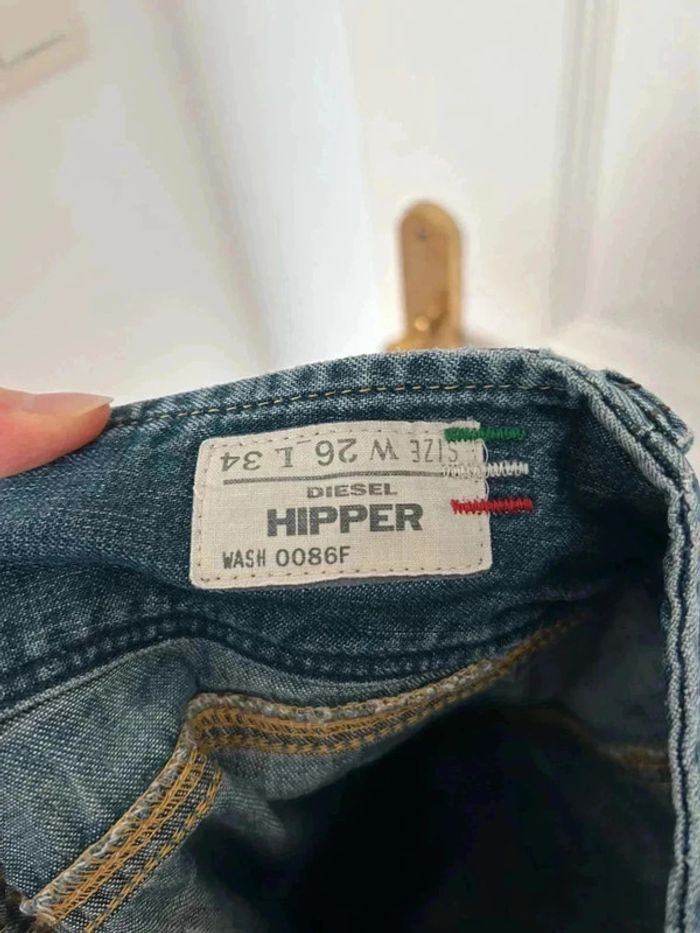 SIZE W 26 L 34
DIESEL
HIPPER
WASH 0086F